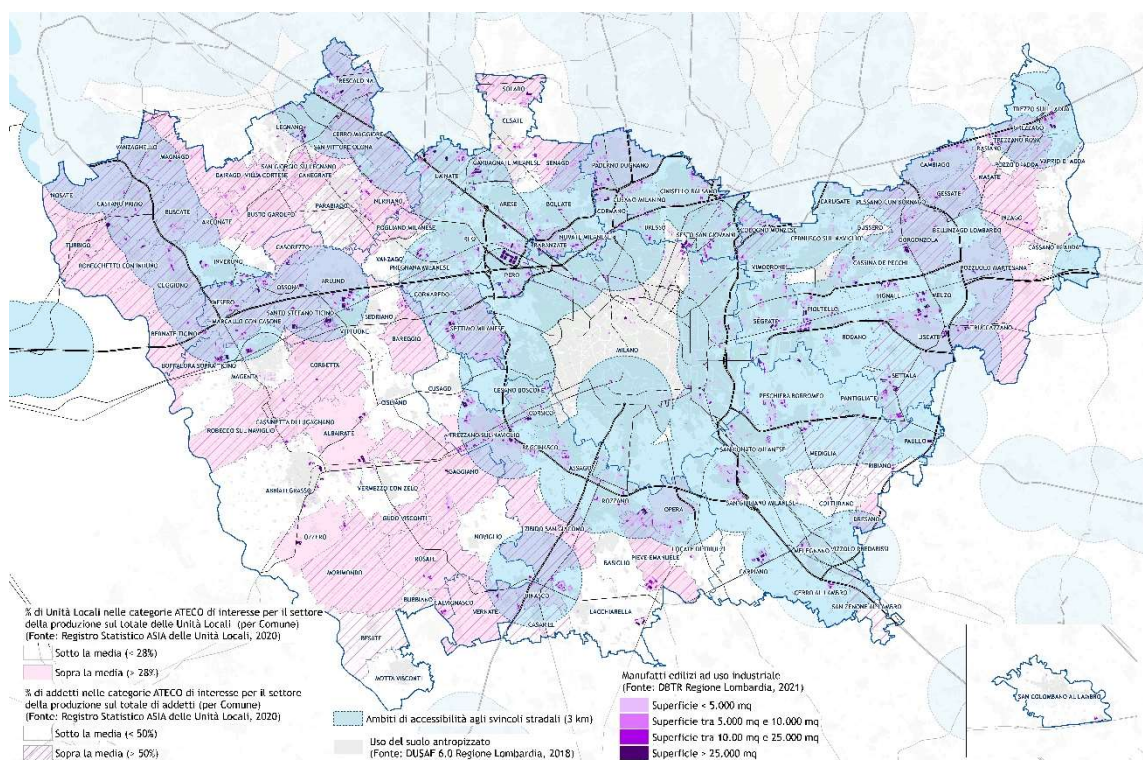 RESCALDINA
SOLARO
CESATE
LEGNANO
CERRO MAGGIORE
SAN VITTORE OLONA
VANZAGHELLO
MAGNAGO
SAN GIORGIO SU LEGNANO
DAIRAGO
VILLA CORTESE
CANEGRATE
GARBAGNATE MILANESE
SENAGO
PADERNO DUGNANO
LAINATE
NOSATE
CASTANO PRIMO
BUSCATE
ARCONATE
BUSTO GAROLFO
PARABIAGO
NERVIANO
ARESE
BOLLATE
CORMANO
CUSANO MILANINO
CINISELLO BALSAMO
TREZZO SULL'ADDA
GREZZAGO
TREZZANO ROSA
BASIANO
POZZO D'ADDA
VAPRIO D'ADDA
CAMBIAGO
MASATE
GESSATE
INZAGO
TURBIGO
POGLIANO MILANESE
RHO
BARANZATE
NOVATE MILANESE
BRESSO
SESTO SAN GIOVANNI
COLOGNO MONZESE
CARUGATE
PESSANO CON BORNAGO
BUSSERO
CERNUSCO SUL NAVIGLIO
BELLINZAGO LOMBARDO
GORGONZOLA
CASSANO D'ADDA
ROBECCHETTO CON INDUNO
CASOREZZO
INVERUNO
VANZAGO
PREGNANA MILANESE
PERO
CUGGIONO
OSSONA
ARLUNO
CORNAREDO
VIMODRONE
CASSINA DE PECCHI
POZZUOLO MARTESANA
MESERO
BERNATE TICINO
MARCALLO CON CASONE
SANTO STEFANO TICINO
VITTUONE
SEDRIANO
SETTIMO MILANESE
BAREGGIO
MILANO
SEGRATE
PIOLTELLO
VIGNATE
MELZO
TRUCCAZZANO
RODANO
LISCATE
BOFFALORA SOPRA TICINO
MAGENTA
CORBETTA
CUSAGO
CISLIANO
CESANO BOSCONE
CORSICO
SETTALA
PESCHIERA BORROMEO
PANTIGLIATE
ROBECCO SUL NAVIGLIO
CASSINETTA DI LUGAGNANO
ALBAIRATE
TREZZANO SUL NAVIGLIO
BUCCINASCO
ASSAGO
SAN DONATO MILANESE
MEDIGLIA
PAULLO
TRIBIANO
ABBIATEGRASSO
VERMEZZO CON ZELO
GAGGIANO
ROZZANO
OPERA
SAN GIULIANO MILANESE
COLTURANO
DRESANO
GUDO VISCONTI
NOVIGLIO
ZIBIDO SAN GIACOMO
PIEVE EMANUELE
LOCATE DI TRIULZI
MELEGNANO
VIZZOLO PREDABISSI
OZZERO
MORIMONDO
ROSATE
BASIGLIO
CARPIANO
CERRO AL LAMBRO
SAN ZENONE AL LAMBRO
BUBBIANO
CALVIGNASCO
VERNATE
BINASCO
CASARILE
LACCHIARELLA
BESATE
MOTTA VISCONTI
SAN COLOMBANO AL LAMBRO
% di Unità Locali nelle categorie ATECO di interesse per il settore
della produzione sul totale delle Unità Locali (per Comune)
(Fonte: Registro Statistico ASIA delle Unità Locali, 2020)
Sotto la media (< 28%)
Sopra la media (> 28%)
% di addetti nelle categorie ATECO di interesse per il settore
della produzione sul totale di addetti (per Comune)
(Fonte: Registro Statistico ASIA delle Unità Locali, 2020)
Sotto la media (< 50%)
Sopra la media (> 50%)
Ambiti di accessibilità agli svincoli stradali (3 km)
Uso del suolo antropizzato
(Fonte: DUSAF 6.0 Regione Lombardia, 2018)
Manufatti edilizi ad uso industriale
(Fonte: DBTR Regione Lombardia, 2021)
Superficie < 5.000 mq
Superficie tra 5.000 mq e 10.000 mq
Superficie tra 10.00 mq e 25.000 mq
Superficie > 25.000 mq